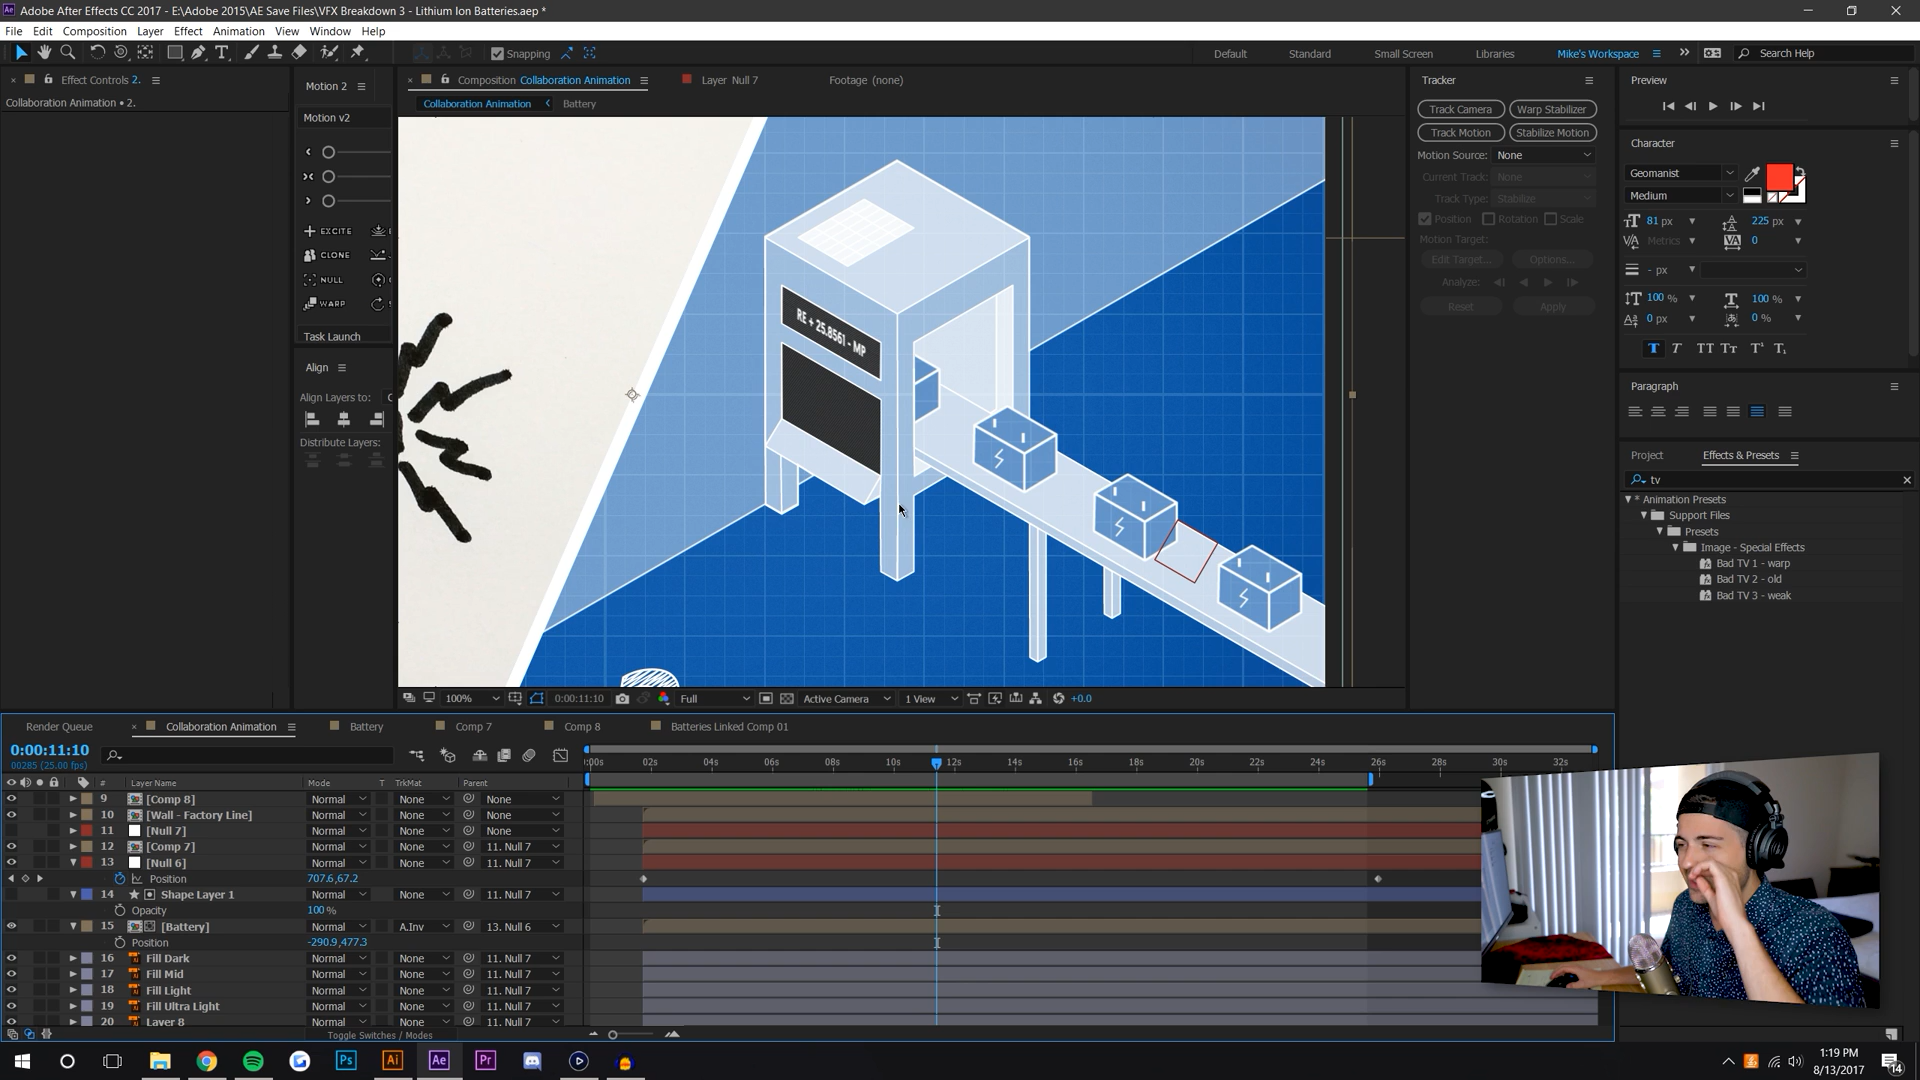 Adobe After Effects CC 2017 - E:\Adobe 2015\AE Save Files\VFX Breakdown 3 - Lithium Ion Batteries.aep *
File Edit Composition Layer Effect Animation View Window Help
Snapping Default Standard Small Screen Libraries Mike's Workspace Search Help
Effect Controls 2.
Collaboration Animation • 2.
Motion 2
Motion v2
EXCITE
CLONE
NULL
WARP
Task Launch
Align
Align Layers to:
Distribute Layers:
Composition Collaboration Animation Layer Null 7 Footage (none)
Collaboration Animation Battery
RE + 25.8561 - MP
100% 0:00:11:10 Full Active Camera 1 View +0.0
Tracker
Track Camera Warp Stabilizer
Track Motion Stabilize Motion
Motion Source: None
Current Track: None
Track Type: Stabilize
Position Rotation Scale
Motion Target:
Edit Target... Options...
Analyze:
Reset Apply
Preview
Character
Geomanist
Medium
81 px 225 px
Metrics 0
- px
100 % 100 %
0 px 0 %
Paragraph
Project Effects & Presets
tv
* Animation Presets
Support Files
Presets
Image - Special Effects
Bad TV 1 - warp
Bad TV 2 - old
Bad TV 3 - weak
Render Queue Collaboration Animation Battery Comp 7 Comp 8 Batteries Linked Comp 01
0:00:11:10
00285 (25.00 fps)
:00s 02s 04s 06s 08s 10s 12s 14s 16s 18s 20s 22s 24s 26s 28s 30s 32s
# Layer Name Mode T TrkMat Parent
9 [Comp 8] Normal None None
10 [Wall - Factory Line] Normal None None
11 [Null 7] Normal None None
12 [Comp 7] Normal None 11. Null 7
13 [Null 6] Normal None 11. Null 7
Position 707.6,67.2
14 Shape Layer 1 Normal None 11. Null 7
Opacity 100 %
15 [Battery] Normal A.Inv 13. Null 6
Position -290.9,477.3
16 Fill Dark Normal None 11. Null 7
17 Fill Mid Normal None 11. Null 7
18 Fill Light Normal None 11. Null 7
19 Fill Ultra Light Normal None 11. Null 7
20 Layer 8 Normal None 11. Null 7
Toggle Switches / Modes
Ps Ai Ae Pr
1:19 PM
8/13/2017
14